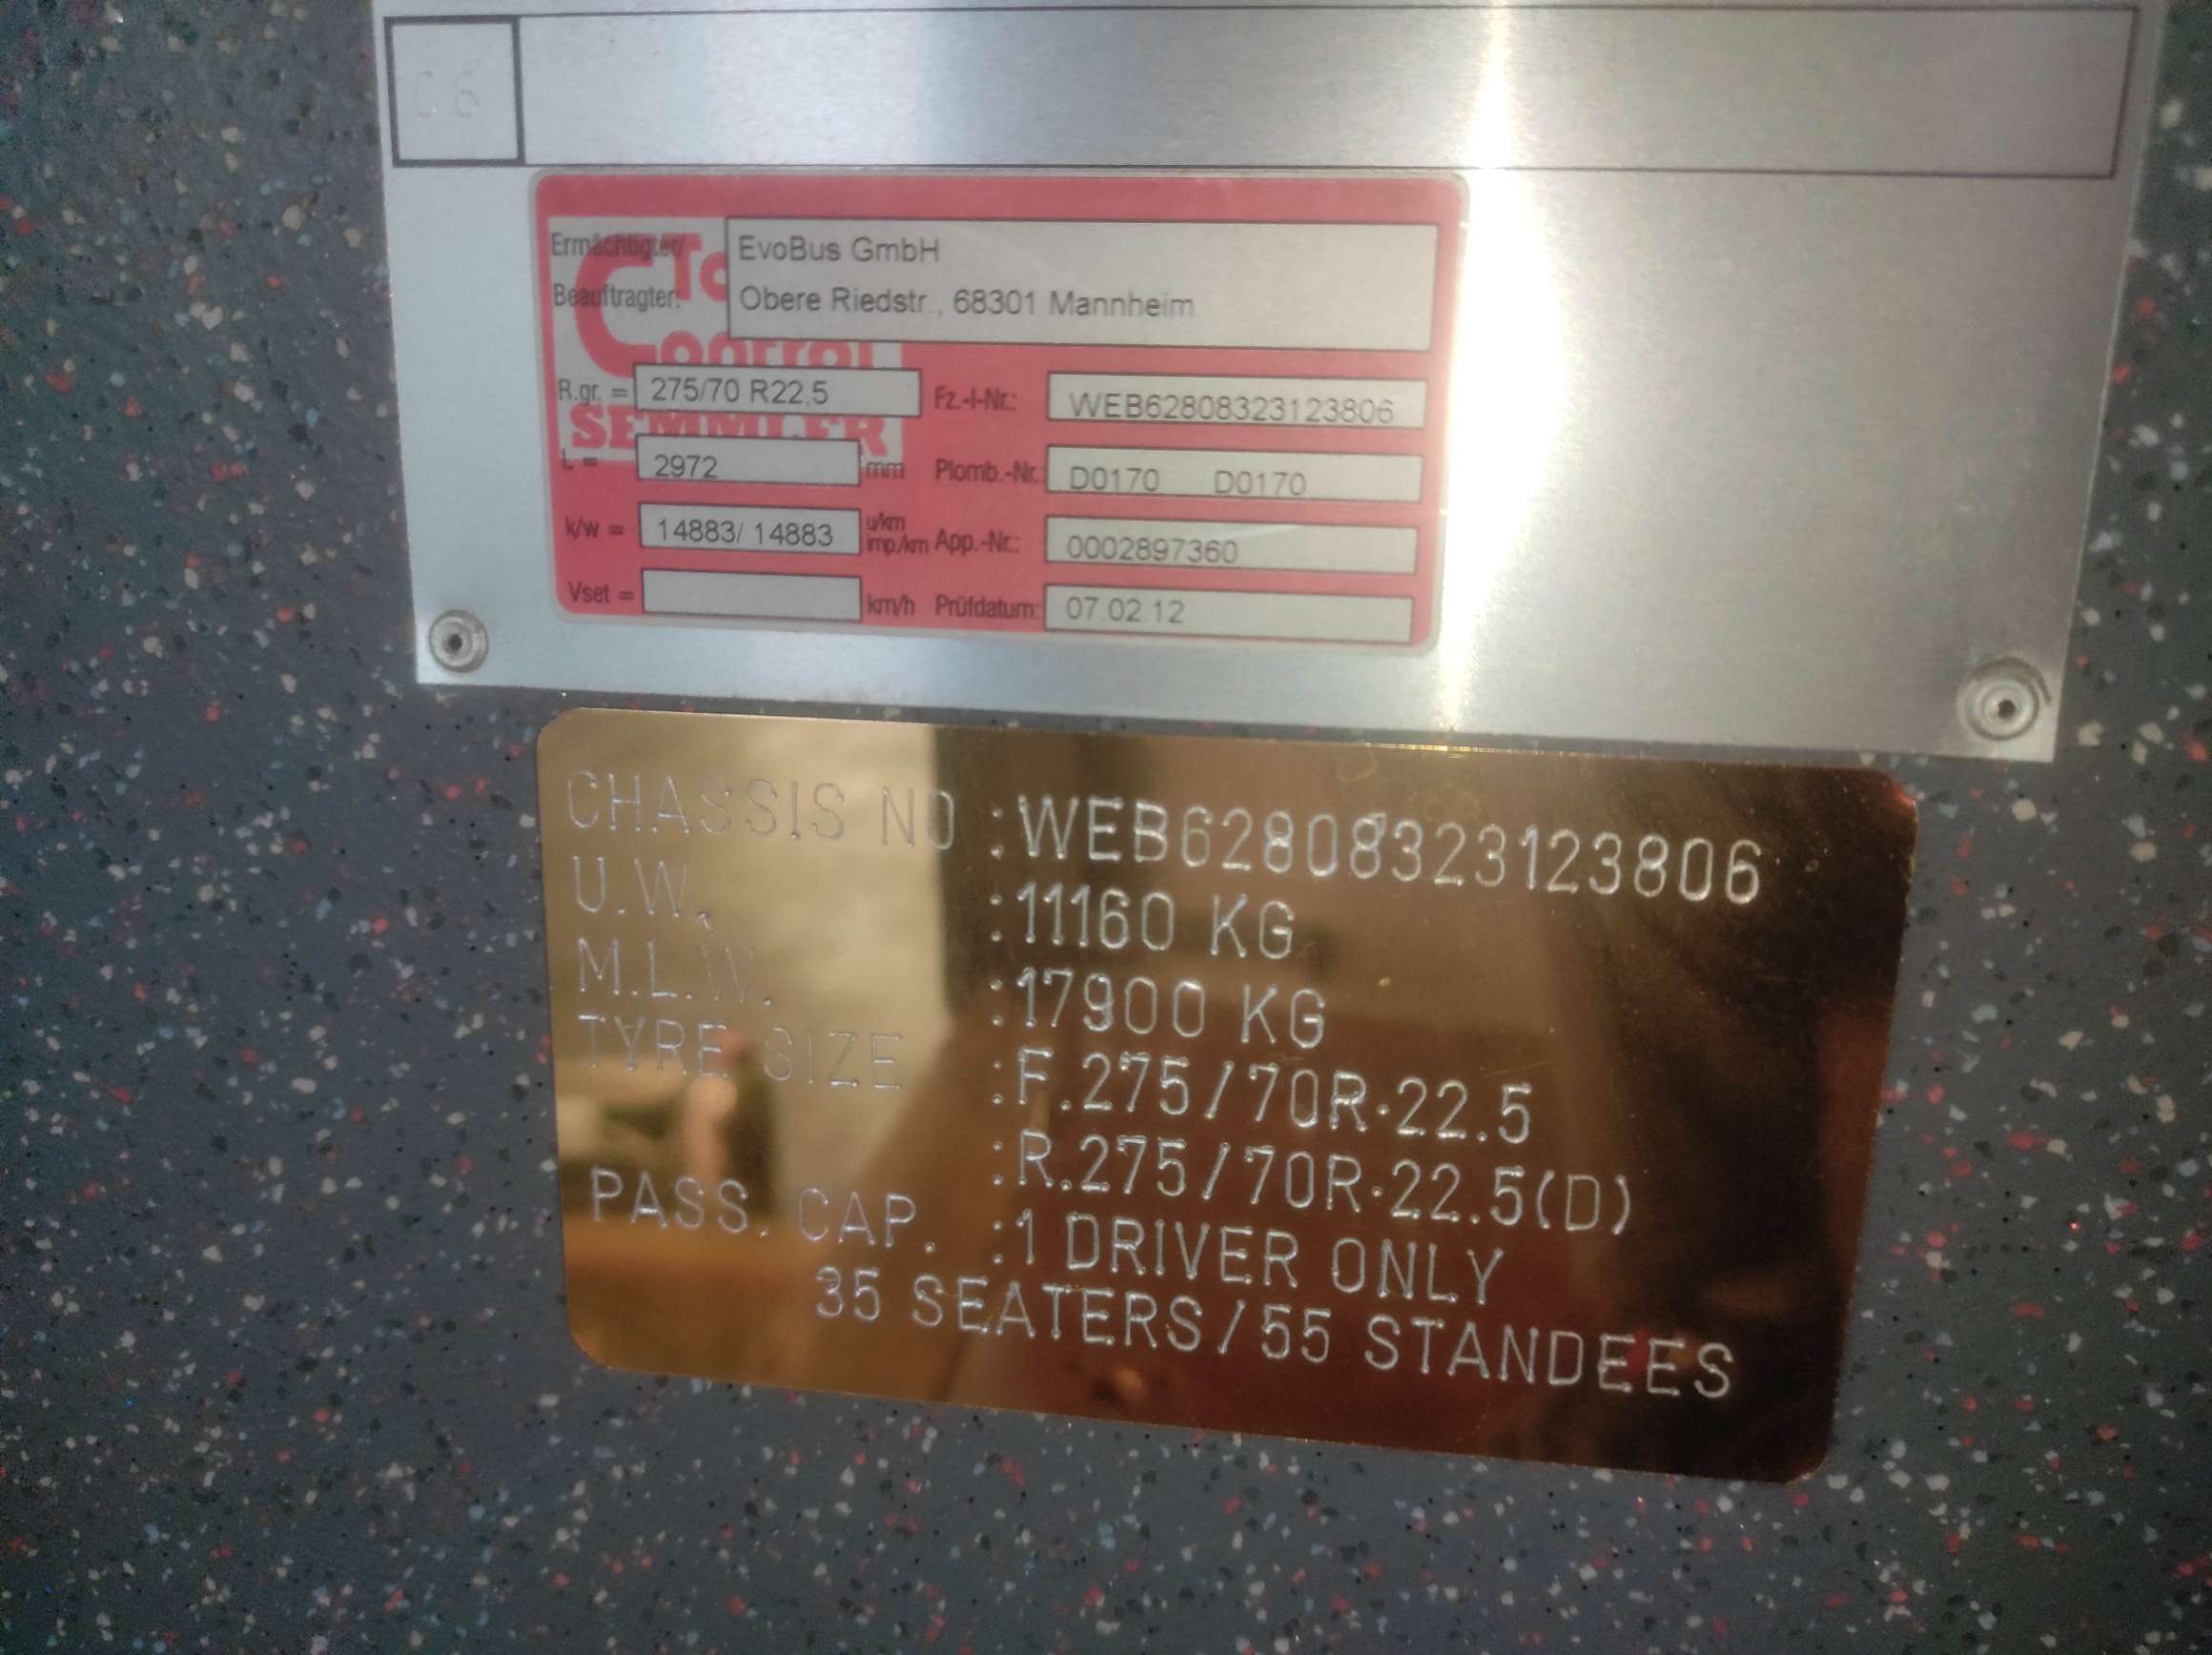 06
Ermächtigter/ EvoBus GmbH
Beauftragter: Obere Riedstr., 68301 Mannheim
Control
SEMMLER
R.gr. = 275/70 R22,5 Fz.-I-Nr.: WEB62808323123806
L = 2972 mm Plomb.-Nr.: D0170 D0170
k/w = 14883/ 14883 u/km imp./km App.-Nr.: 0002897360
Vset = km/h Prüfdatum: 07.02.12
CHASSIS NO :WEB62808323123806
U.W. :11160 KG
M.L.W. :17900 KG
TYRE SIZE :F.275/70R.22.5
:R.275/70R.22.5(D)
PASS. CAP. :1 DRIVER ONLY
35 SEATERS/55 STANDEES